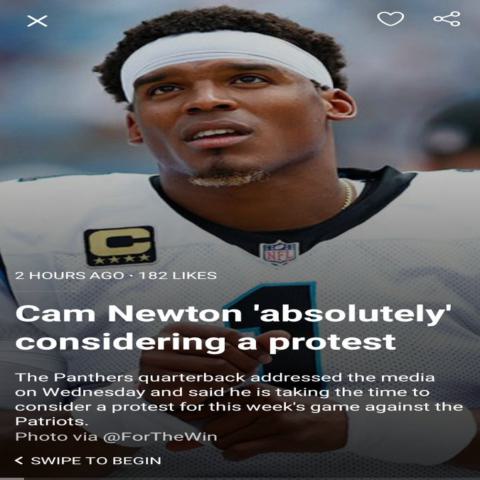 C
NFL
2 HOURS AGO · 182 LIKES
1
Cam Newton 'absolutely'
considering a protest
The Panthers quarterback addressed the media
on Wednesday and said he is taking the time to
consider a protest for this week's game against the
Patriots.
Photo via @ForTheWin
< SWIPE TO BEGIN